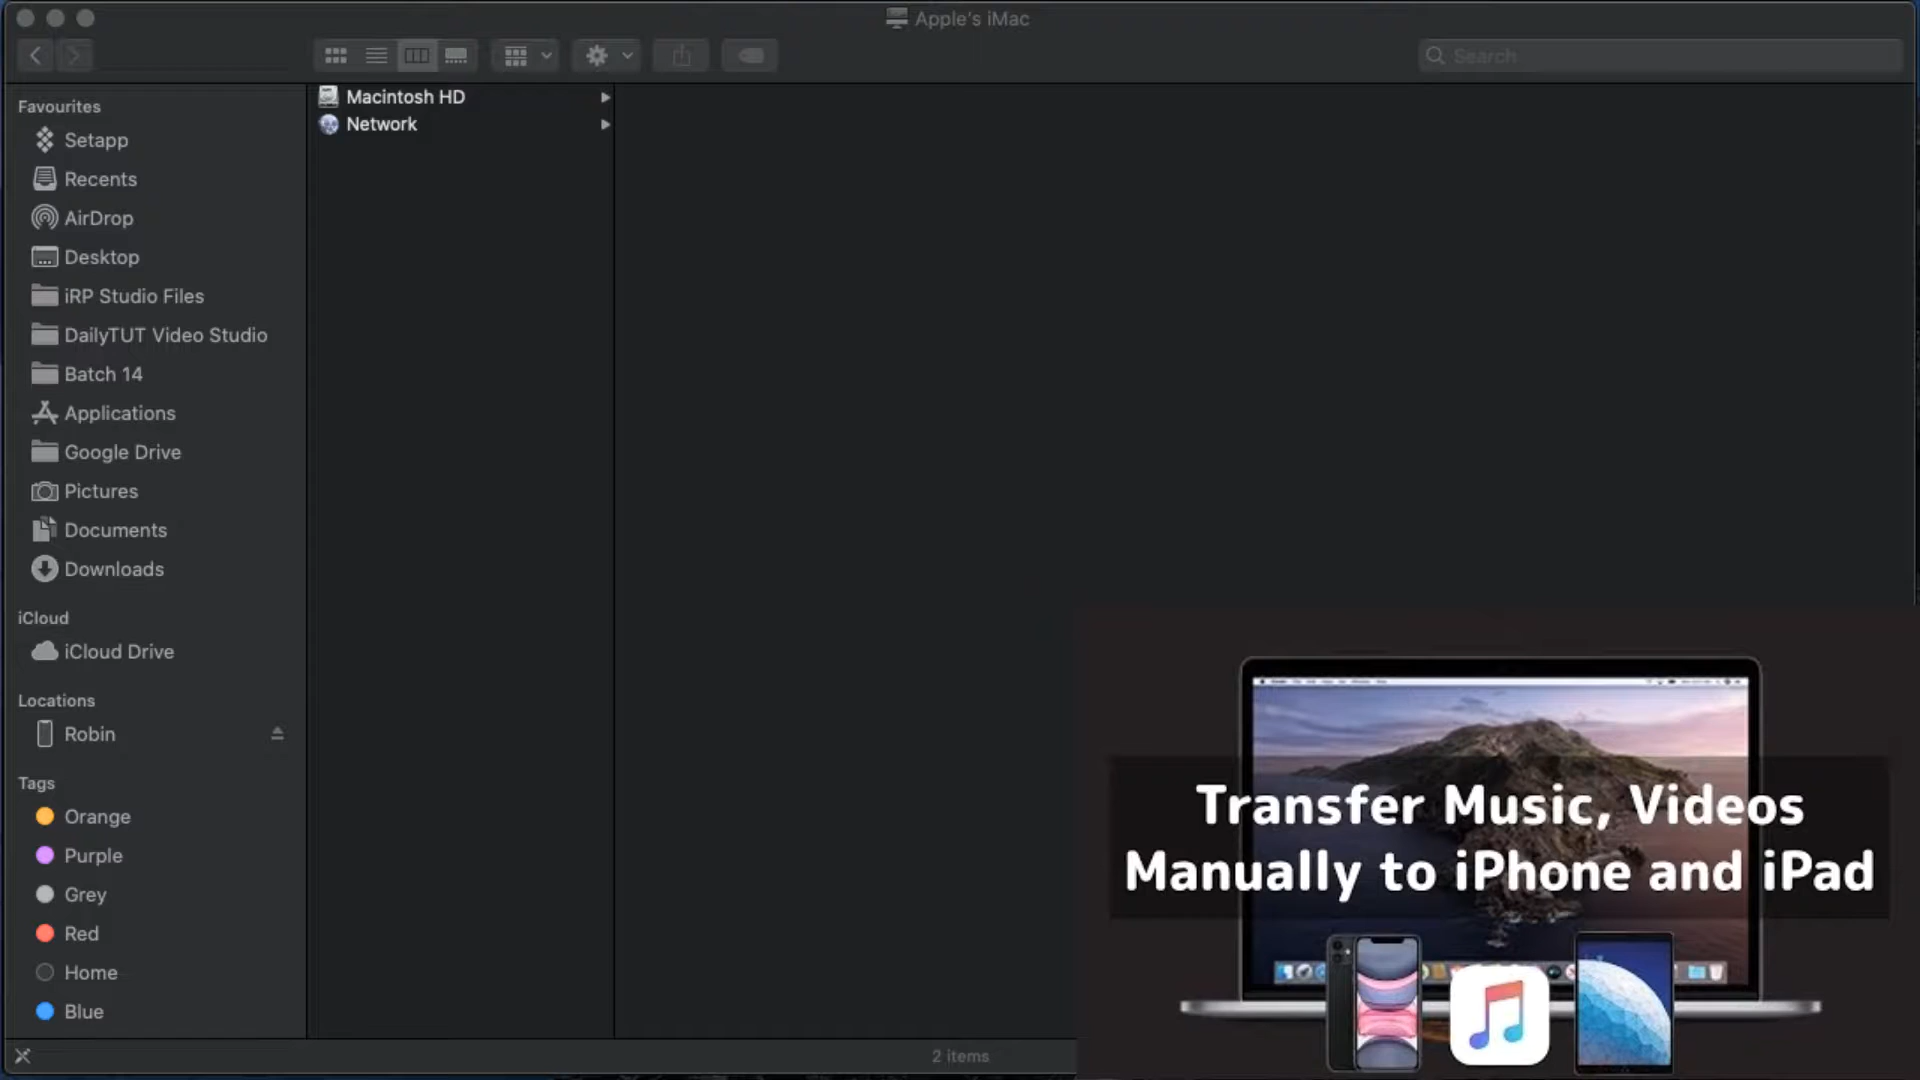 Apple's iMac
Search
Favourites
Setapp
Recents
AirDrop
Desktop
iRP Studio Files
DailyTUT Video Studio
Batch 14
Applications
Google Drive
Pictures
Documents
Downloads
iCloud
iCloud Drive
Locations
Robin
Tags
Orange
Purple
Grey
Red
Home
Blue
Macintosh HD
Network
2 items
Transfer Music, Videos
Manually to iPhone and iPad